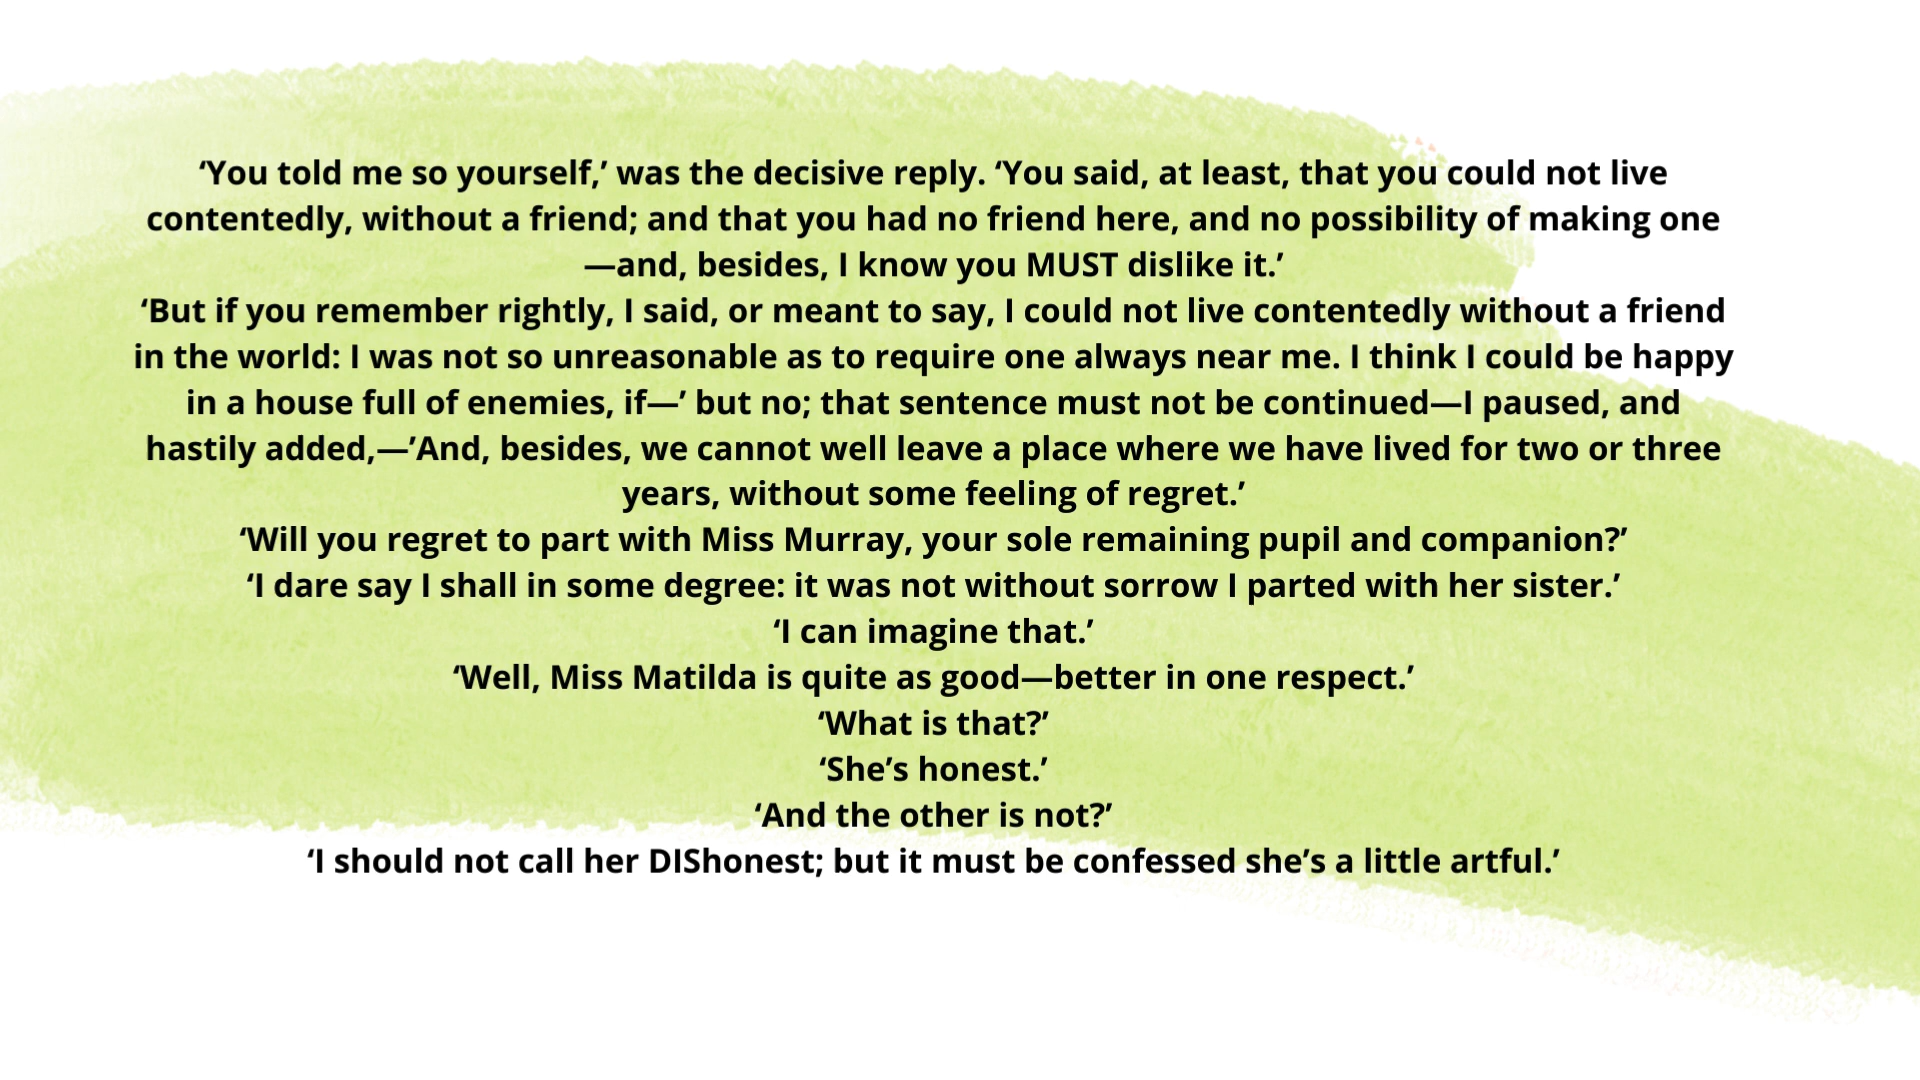 ‘You told me so yourself,’ was the decisive reply. ‘You said, at least, that you could not live
contentedly, without a friend; and that you had no friend here, and no possibility of making one
—and, besides, I know you MUST dislike it.’
‘But if you remember rightly, I said, or meant to say, I could not live contentedly without a friend
in the world: I was not so unreasonable as to require one always near me. I think I could be happy
in a house full of enemies, if—’ but no; that sentence must not be continued—I paused, and
hastily added,—’And, besides, we cannot well leave a place where we have lived for two or three
years, without some feeling of regret.’
‘Will you regret to part with Miss Murray, your sole remaining pupil and companion?’
‘I dare say I shall in some degree: it was not without sorrow I parted with her sister.’
‘I can imagine that.’
‘Well, Miss Matilda is quite as good—better in one respect.’
‘What is that?’
‘She’s honest.’
‘And the other is not?’
‘I should not call her DIShonest; but it must be confessed she’s a little artful.’